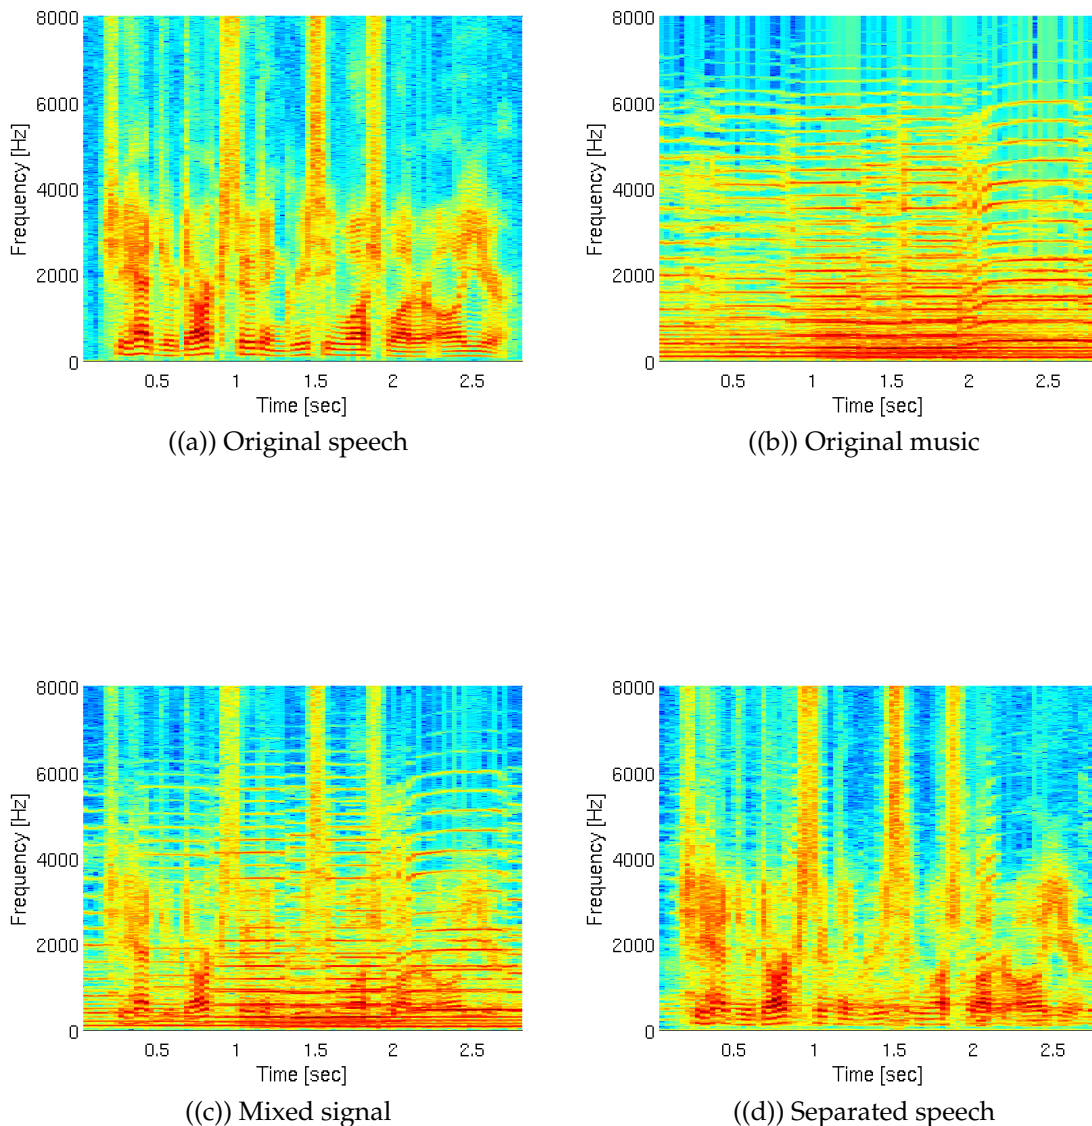 8000
6000
4000
2000
0
Frequency [Hz]
0.5 1 1.5 2 2.5
Time [sec]
((a)) Original speech
8000
6000
4000
2000
0
Frequency [Hz]
0.5 1 1.5 2 2.5
Time [sec]
((b)) Original music
8000
6000
4000
2000
0
Frequency [Hz]
0.5 1 1.5 2 2.5
Time [sec]
((c)) Mixed signal
8000
6000
4000
2000
0
Frequency [Hz]
0.5 1 1.5 2 2.5
Time [sec]
((d)) Separated speech